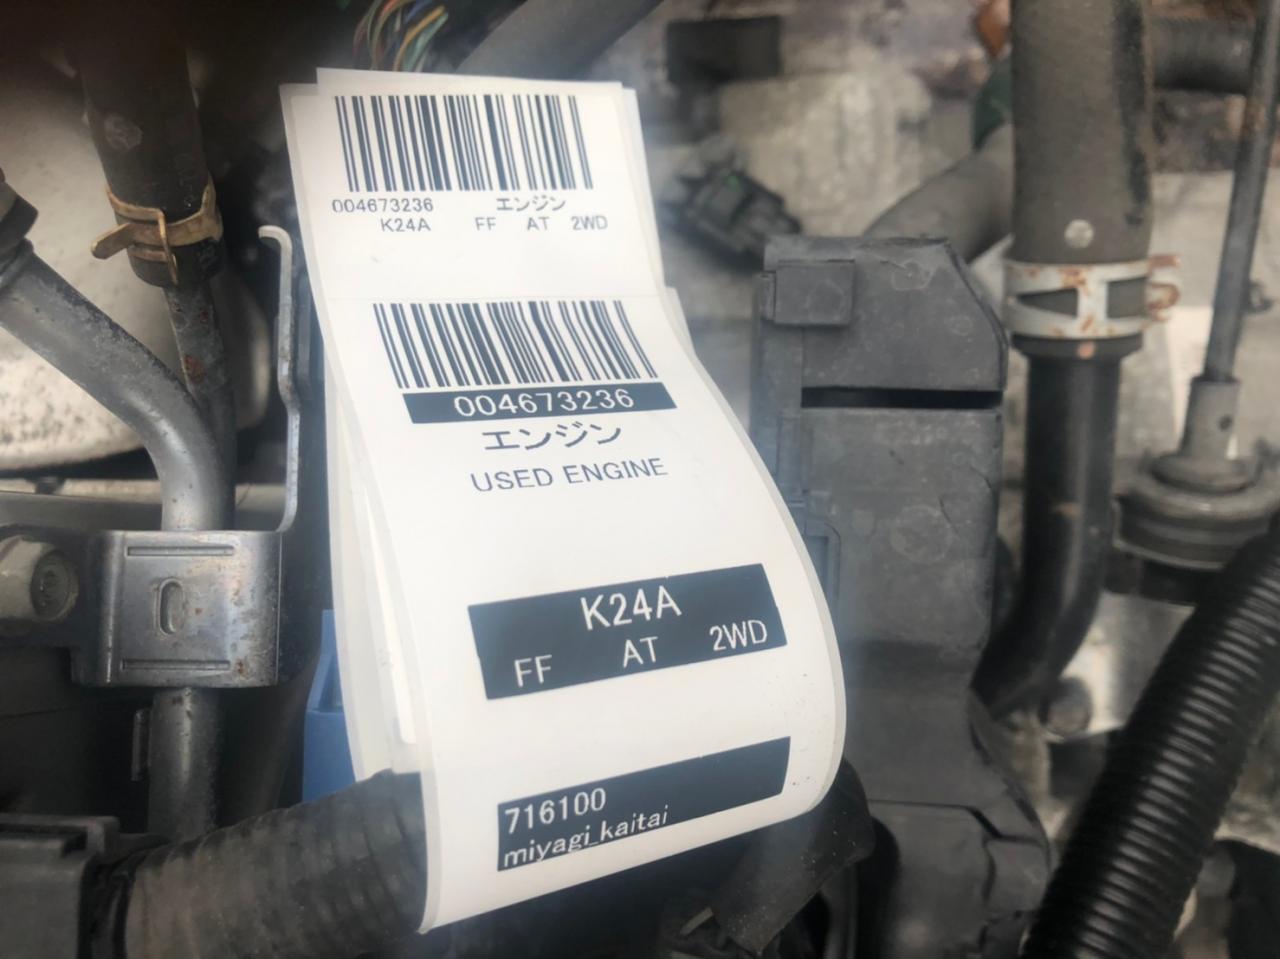 004673236 エンジン
K24A FF AT 2WD
004673236
エンジン
USED ENGINE
K24A
FF AT 2WD
716100
miyagi_kaitai